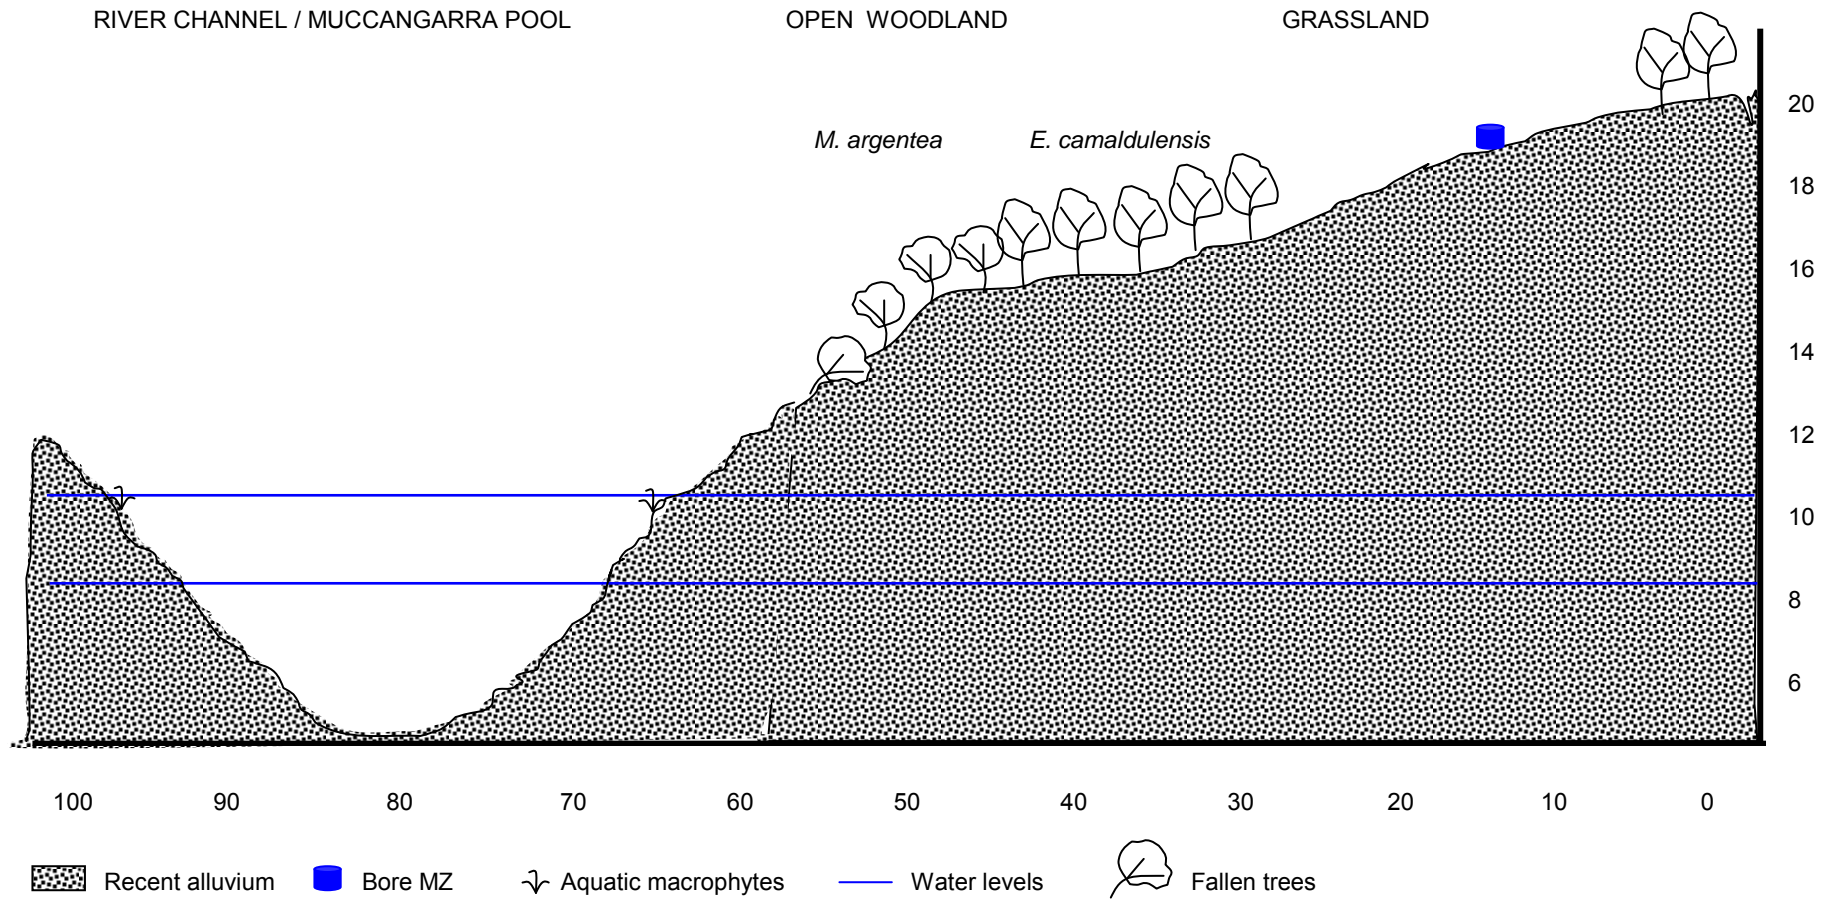 RIVER CHANNEL / MUCCANGARRA POOL OPEN WOODLAND GRASSLAND
20
M. argentea E. camaldulensis
18
16
14
12
10
8
6
100 90 80 70 60 50 40 30 20 10 0
Recent alluvium Bore MZ Aquatic macrophytes Water levels Fallen trees